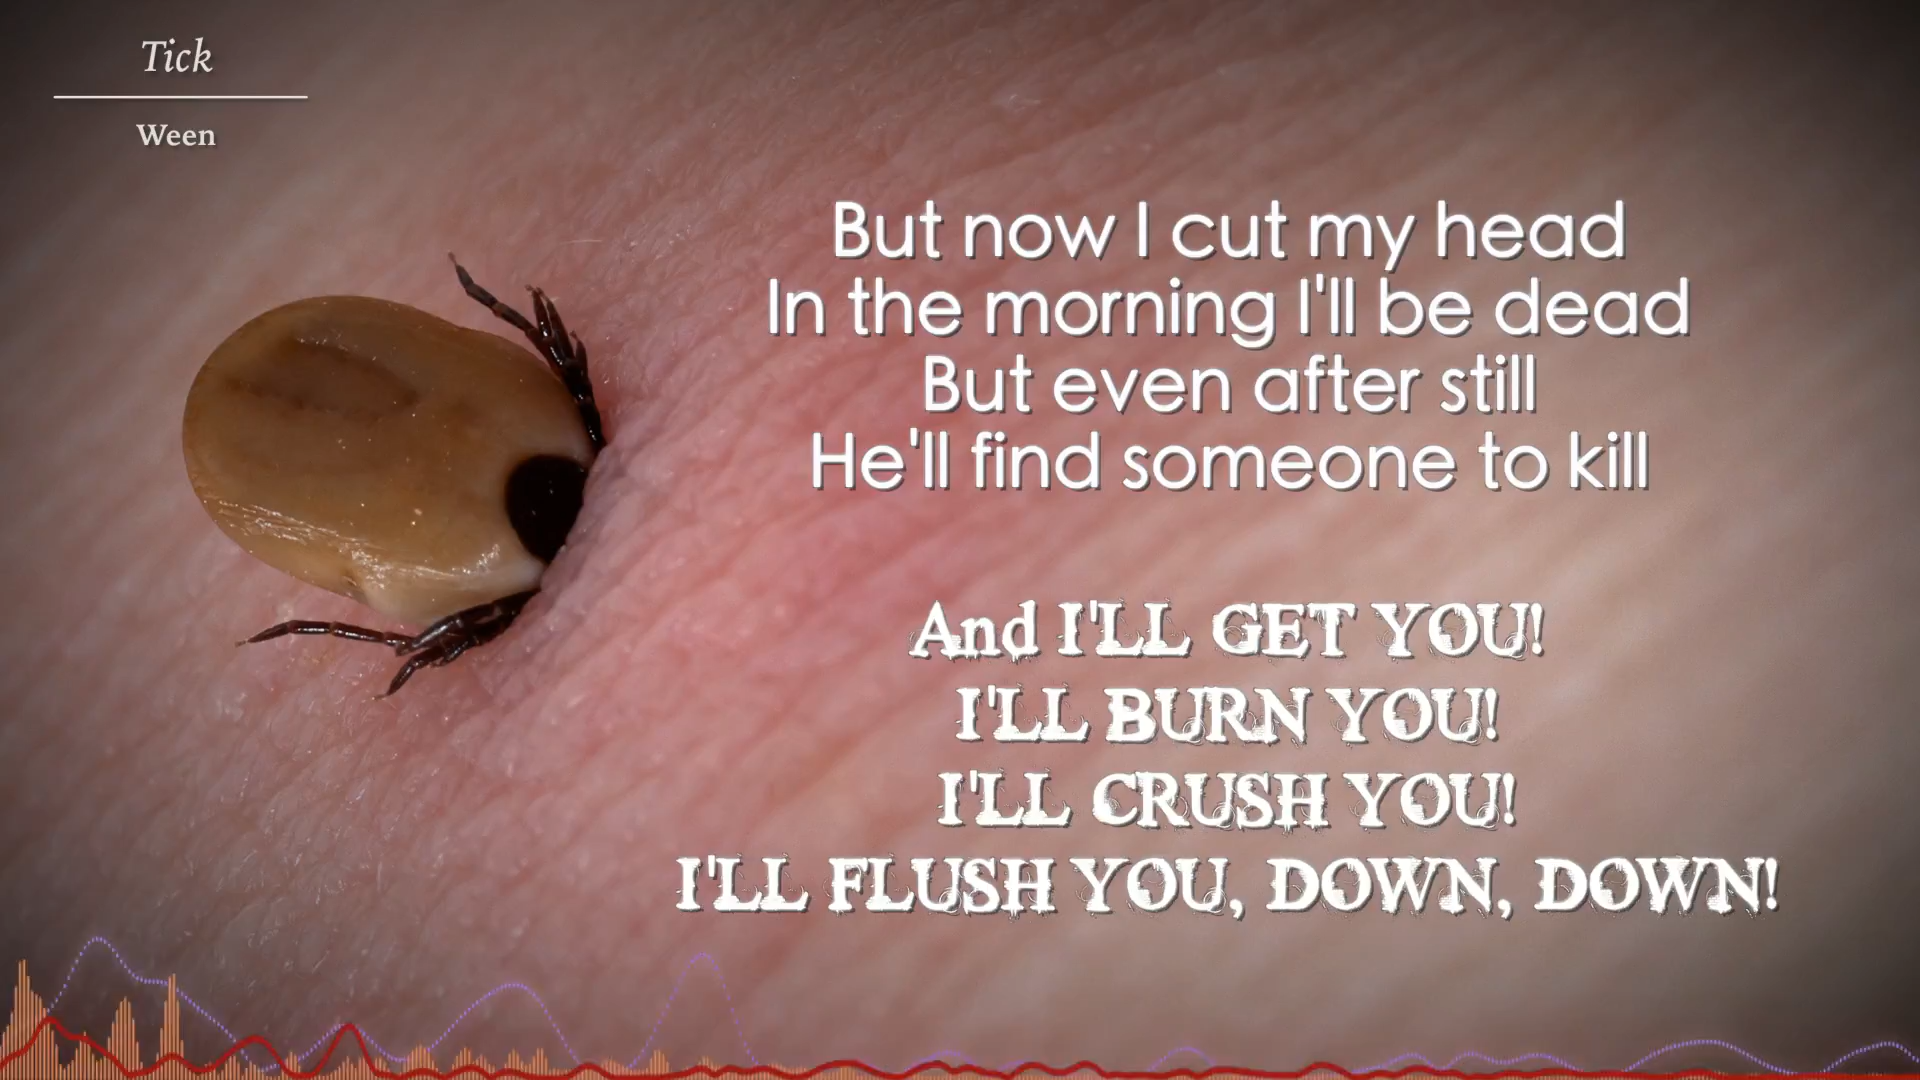 Tick
Ween
But now I cut my head
In the morning I'll be dead
But even after still
He'll find someone to kill
And I'LL GET YOU!
I'LL BURN YOU!
I'LL CRUSH YOU!
I'LL FLUSH YOU, DOWN, DOWN!